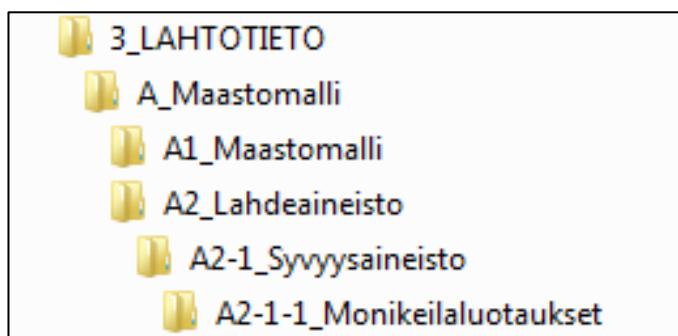 3_LAHTOTIETO
A_Maastomalli
A1_Maastomalli
A2_Lahdeaineisto
A2-1_Syvyysaineisto
A2-1-1_Monikeilaluotaukset